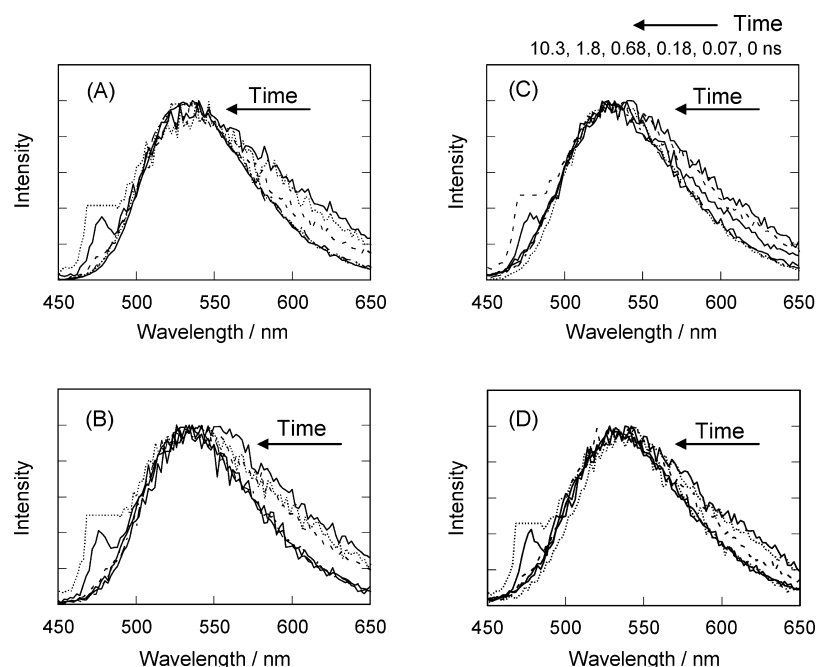 Time
10.3, 1.8, 0.68, 0.18, 0.07, 0 ns
(A)
Time
Intensity
450 500 550 600 650
Wavelength / nm
(C)
Time
Intensity
450 500 550 600 650
Wavelength / nm
(B)
Time
Intensity
450 500 550 600 650
Wavelength / nm
(D)
Time
Intensity
450 500 550 600 650
Wavelength / nm